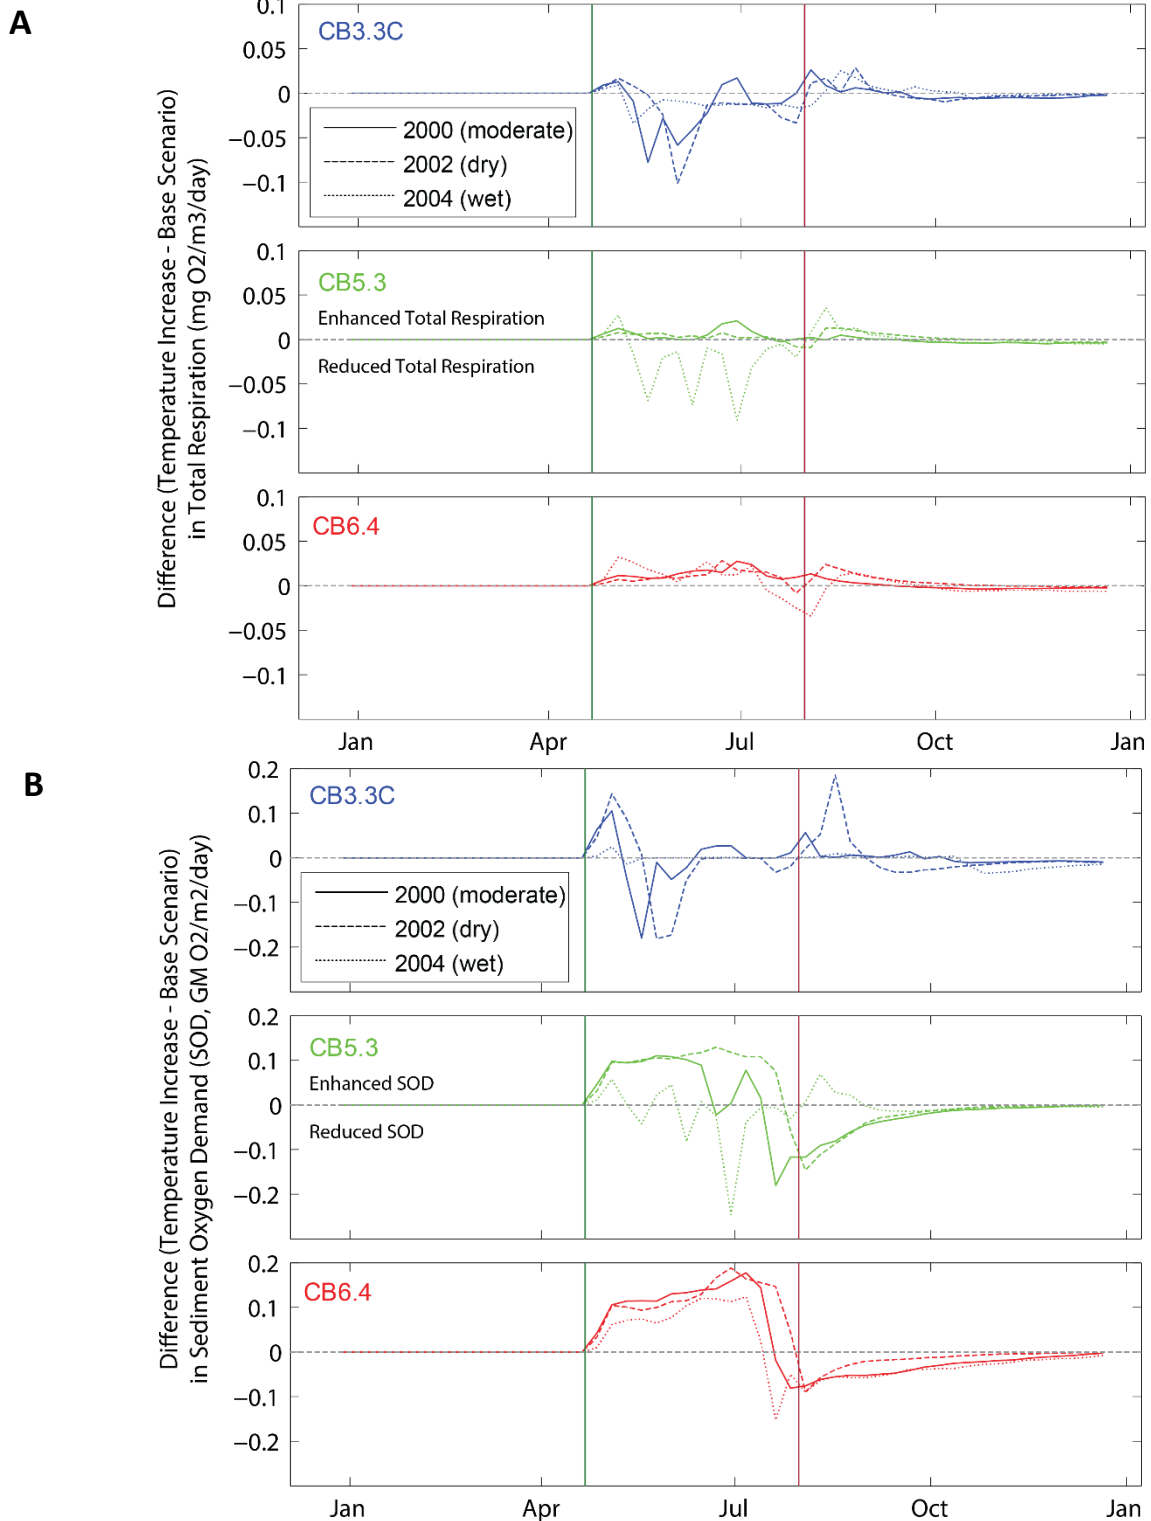 A
Difference (Temperature Increase - Base Scenario)
in Total Respiration (mg O2/m3/day)
0.1
0.05
0
−0.05
−0.1
CB3.3C
2000 (moderate)
2002 (dry)
2004 (wet)
0.1
0.05
0
−0.05
−0.1
CB5.3
Enhanced Total Respiration
Reduced Total Respiration
0.1
0.05
0
−0.05
−0.1
CB6.4
Jan Apr Jul Oct Jan
B
Difference (Temperature Increase - Base Scenario)
in Sediment Oxygen Demand (SOD, GM O2/m2/day)
0.2
0.1
0
−0.1
−0.2
CB3.3C
2000 (moderate)
2002 (dry)
2004 (wet)
0.2
0.1
0
−0.1
−0.2
CB5.3
Enhanced SOD
Reduced SOD
0.2
0.1
0
−0.1
−0.2
CB6.4
Jan Apr Jul Oct Jan